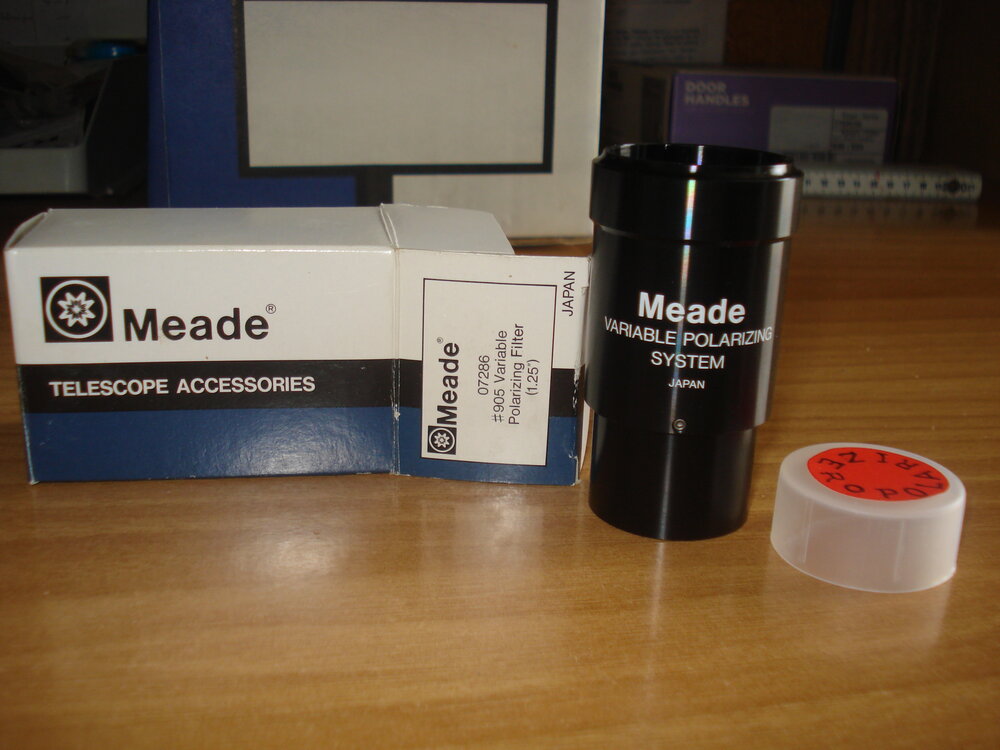 DOOR
HANDLES
Meade®
TELESCOPE ACCESSORIES
Meade®
07286
#905 Variable
Polarizing Filter
(1.25")
JAPAN
Meade
VARIABLE POLARIZING
SYSTEM
JAPAN